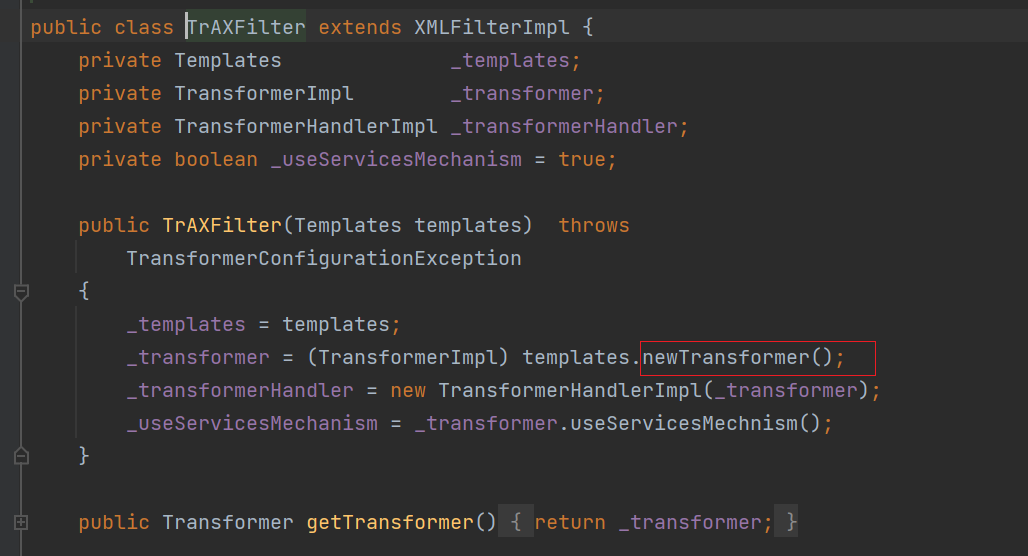 public class TrAXFilter extends XMLFilterImpl {
private Templates _templates;
private TransformerImpl _transformer;
private TransformerHandlerImpl _transformerHandler;
private boolean _useServicesMechanism = true;
public TrAXFilter(Templates templates) throws
TransformerConfigurationException
{
_templates = templates;
_transformer = (TransformerImpl) templates.newTransformer();
_transformerHandler = new TransformerHandlerImpl(_transformer);
_useServicesMechanism = _transformer.useServicesMechnism();
}
public Transformer getTransformer() { return _transformer; }